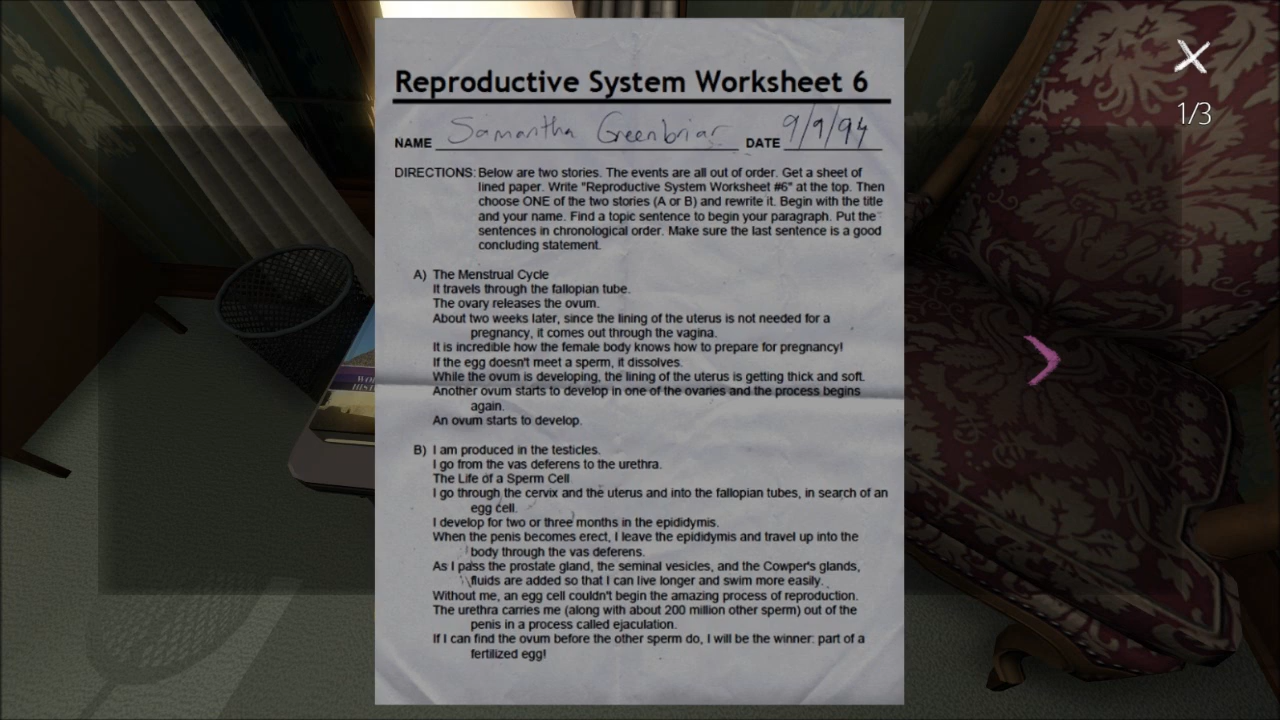 Reproductive System Worksheet 6
NAME Samantha Greenbriar DATE 9/9/94
DIRECTIONS: Below are two stories. The events are all out of order. Get a sheet of
lined paper. Write "Reproductive System Worksheet #6" at the top. Then
choose ONE of the two stories (A or B) and rewrite it. Begin with the title
and your name. Find a topic sentence to begin your paragraph. Put the
sentences in chronological order. Make sure the last sentence is a good
concluding statement.
A) The Menstrual Cycle
It travels through the fallopian tube.
The ovary releases the ovum.
About two weeks later, since the lining of the uterus is not needed for a
pregnancy, it comes out through the vagina.
It is incredible how the female body knows how to prepare for pregnancy!
If the egg doesn't meet a sperm, it dissolves.
While the ovum is developing, the lining of the uterus is getting thick and soft.
Another ovum starts to develop in one of the ovaries and the process begins
again.
An ovum starts to develop.
B) I am produced in the testicles.
I go from the vas deferens to the urethra.
The Life of a Sperm Cell
I go through the cervix and the uterus and into the fallopian tubes, in search of an
egg cell.
I develop for two or three months in the epididymis.
When the penis becomes erect, I leave the epididymis and travel up into the
body through the vas deferens.
As I pass the prostate gland, the seminal vesicles, and the Cowper's glands,
fluids are added so that I can live longer and swim more easily.
Without me, an egg cell couldn't begin the amazing process of reproduction.
The urethra carries me (along with about 200 million other sperm) out of the
penis in a process called ejaculation.
If I can find the ovum before the other sperm do, I will be the winner: part of a
fertilized egg!
1/3